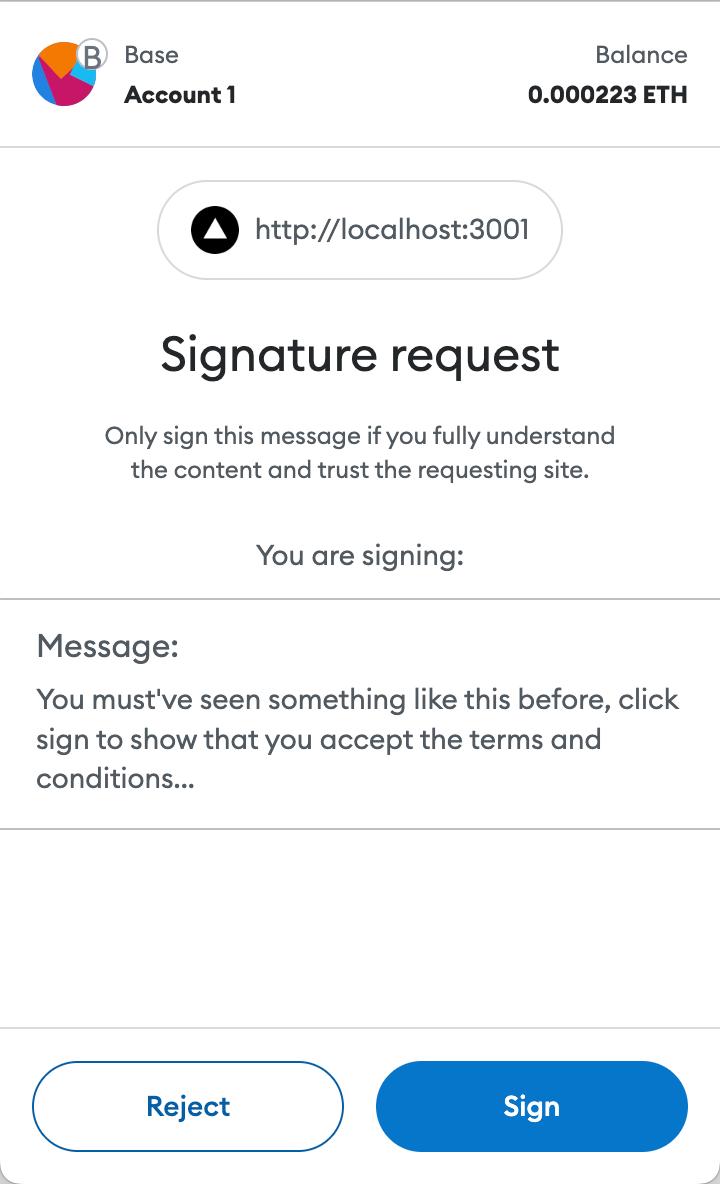 B
Base
Balance
Account 1
0.000223 ETH
http://localhost:3001
Signature request
Only sign this message if you fully understand
the content and trust the requesting site.
You are signing:
Message:
You must've seen something like this before, click
sign to show that you accept the terms and
conditions...
Reject
Sign